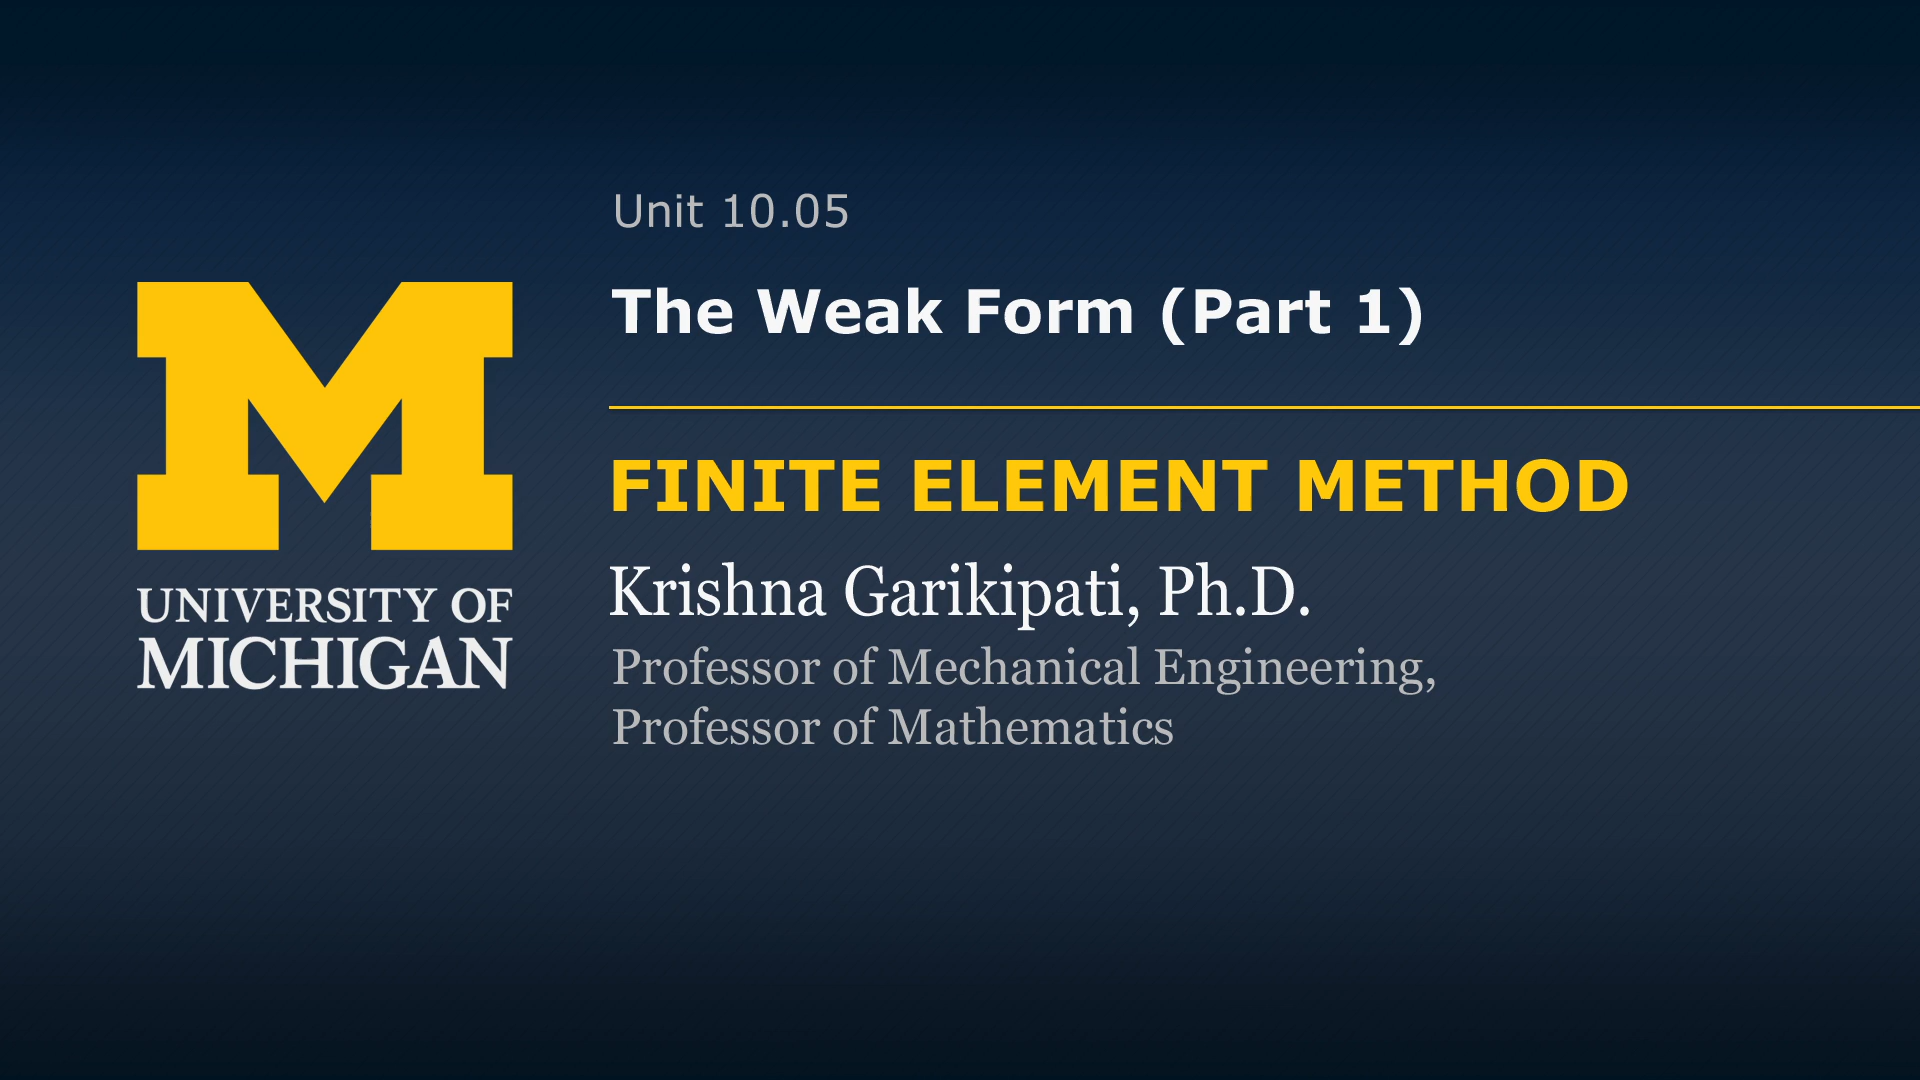 Unit 10.05
The Weak Form (Part 1)
FINITE ELEMENT METHOD
Krishna Garikipati, Ph.D.
Professor of Mechanical Engineering,
Professor of Mathematics
M
UNIVERSITY OF
MICHIGAN